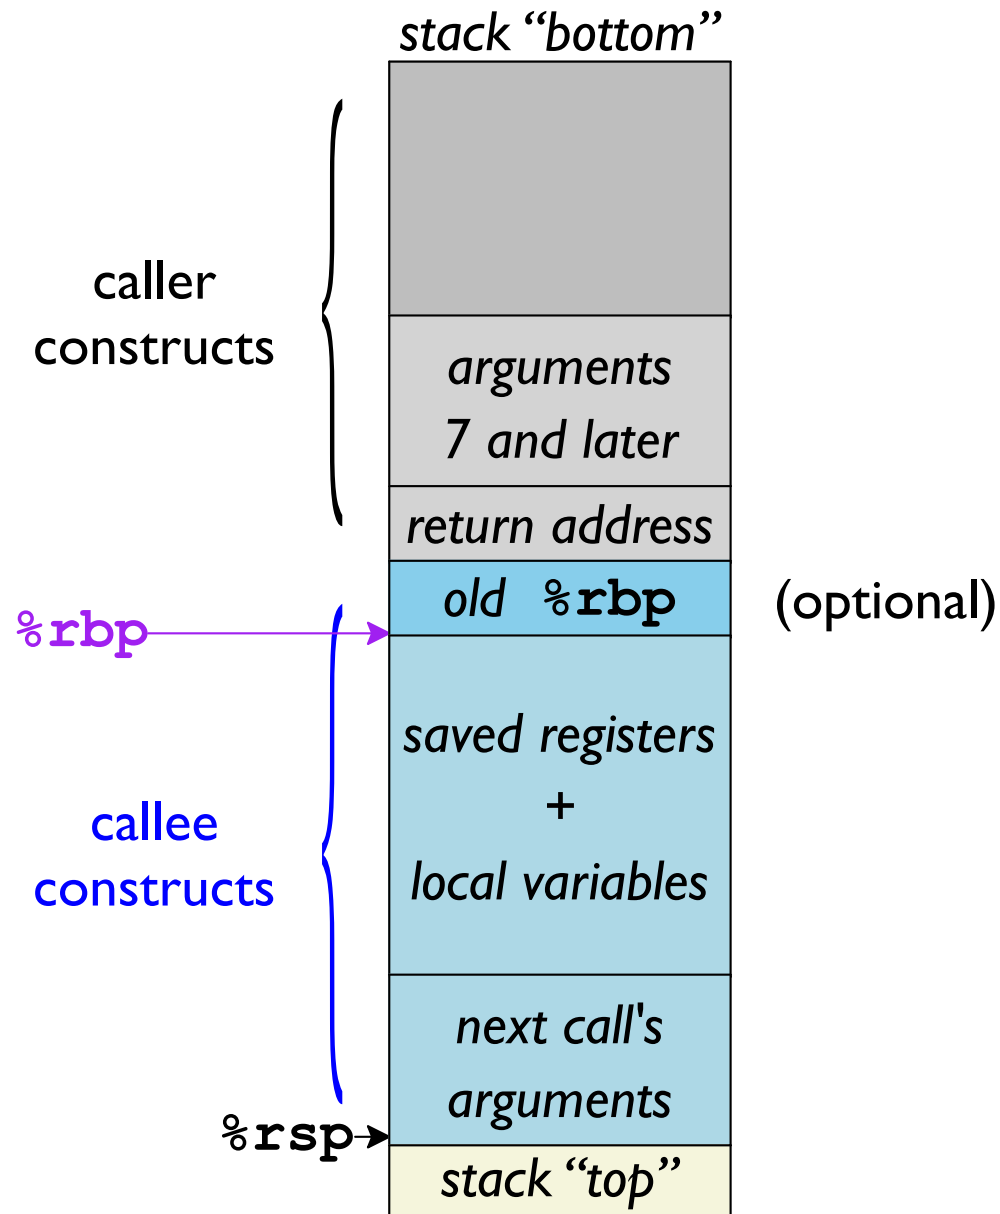 stack “bottom”
caller
constructs
arguments
7 and later
return address
old %rbp
(optional)
%rbp
saved registers
+
local variables
callee
constructs
next call's
arguments
%rsp
stack “top”